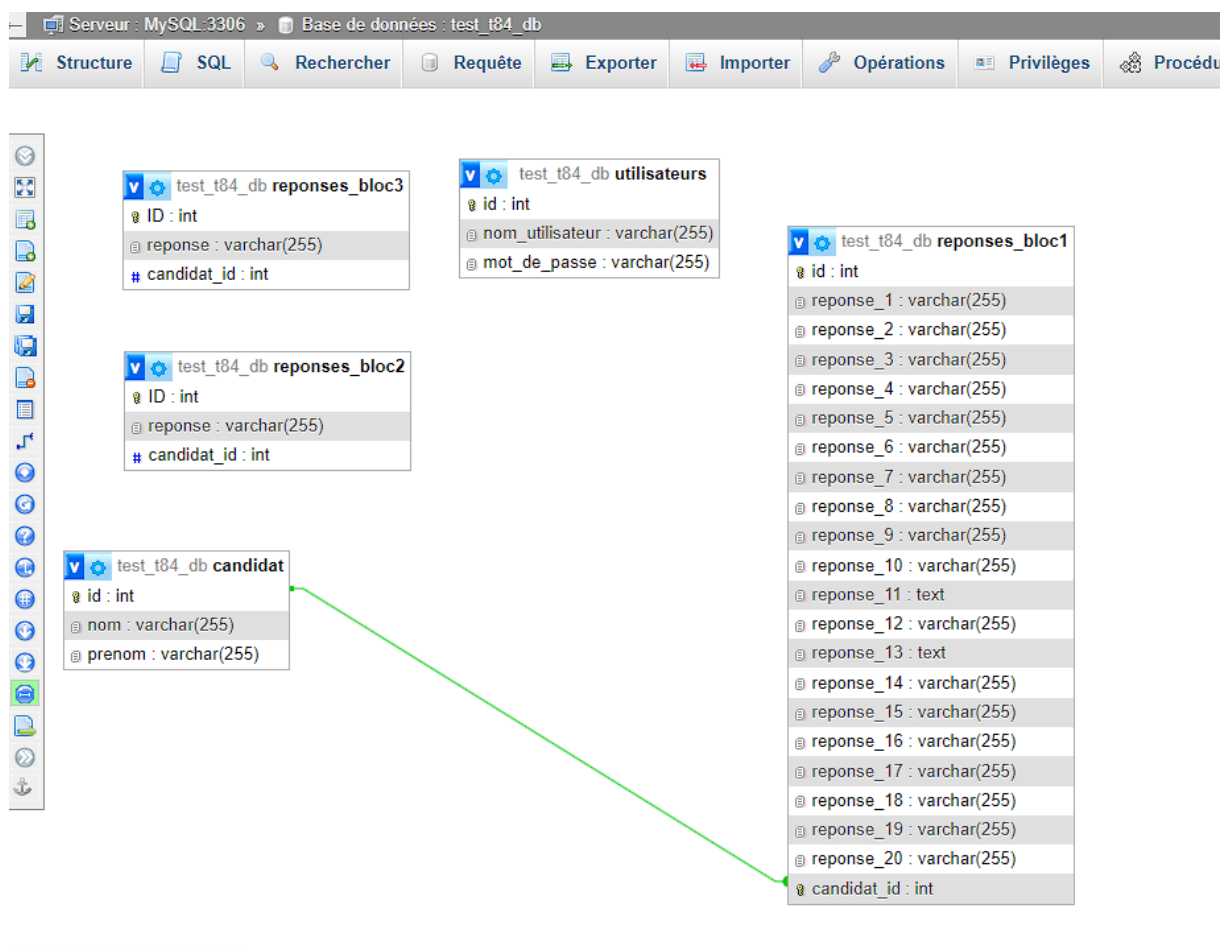 Serveur : MySQL:3306 » Base de données : test_t84_db
Structure SQL Rechercher Requête Exporter Importer Opérations Privilèges Procédu
v test_t84_db reponses_bloc3
ID : int
reponse : varchar(255)
# candidat_id : int
v test_t84_db utilisateurs
id : int
nom_utilisateur : varchar(255)
mot_de_passe : varchar(255)
v test_t84_db reponses_bloc2
ID : int
reponse : varchar(255)
# candidat_id : int
v test_t84_db candidat
id : int
nom : varchar(255)
prenom : varchar(255)
v test_t84_db reponses_bloc1
id : int
reponse_1 : varchar(255)
reponse_2 : varchar(255)
reponse_3 : varchar(255)
reponse_4 : varchar(255)
reponse_5 : varchar(255)
reponse_6 : varchar(255)
reponse_7 : varchar(255)
reponse_8 : varchar(255)
reponse_9 : varchar(255)
reponse_10 : varchar(255)
reponse_11 : text
reponse_12 : varchar(255)
reponse_13 : text
reponse_14 : varchar(255)
reponse_15 : varchar(255)
reponse_16 : varchar(255)
reponse_17 : varchar(255)
reponse_18 : varchar(255)
reponse_19 : varchar(255)
reponse_20 : varchar(255)
candidat_id : int